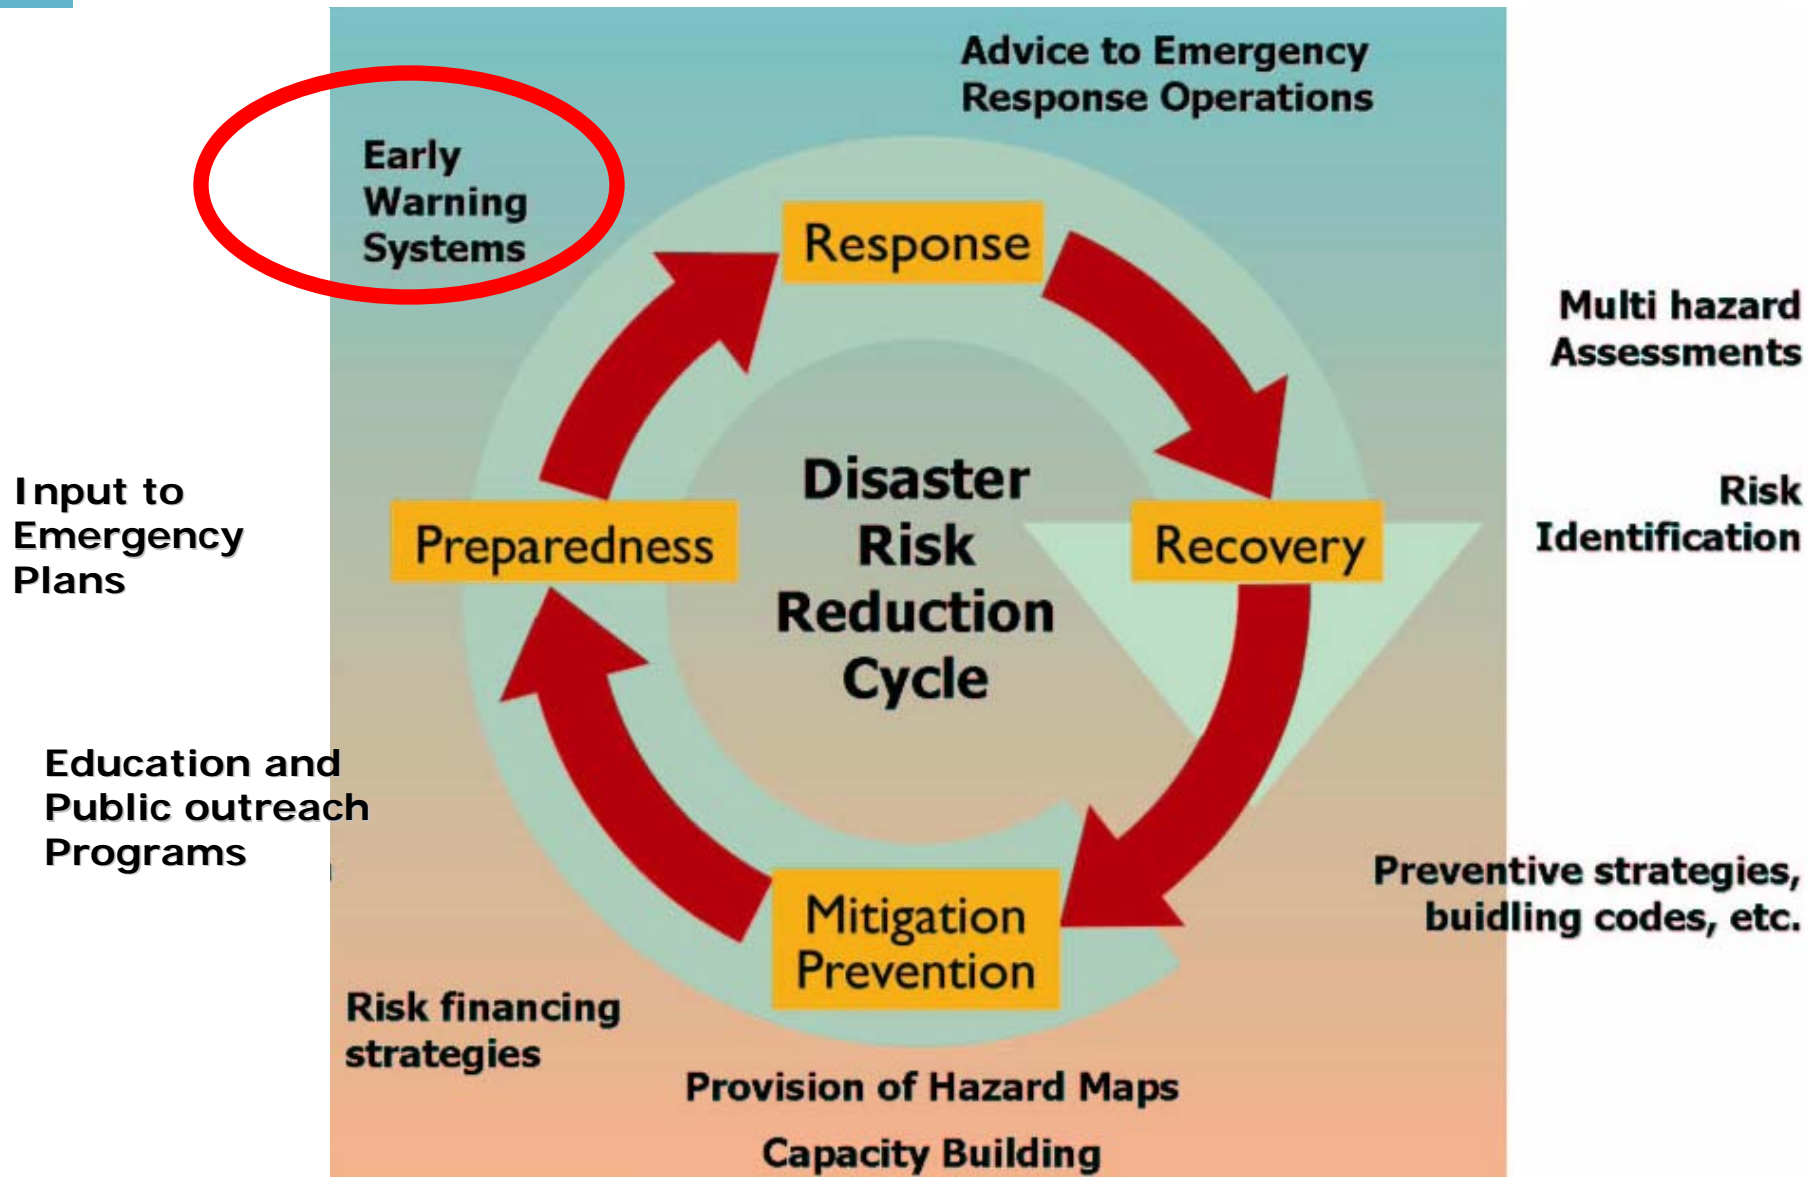 Advice to Emergency
Response Operations
Early
Warning
Systems
Response
Multi hazard
Assessments
Input to
Emergency
Plans
Preparedness
Disaster
Risk
Reduction
Cycle
Recovery
Risk
Identification
Education and
Public outreach
Programs
Mitigation
Prevention
Preventive strategies,
buidling codes, etc.
Risk financing
strategies
Provision of Hazard Maps
Capacity Building